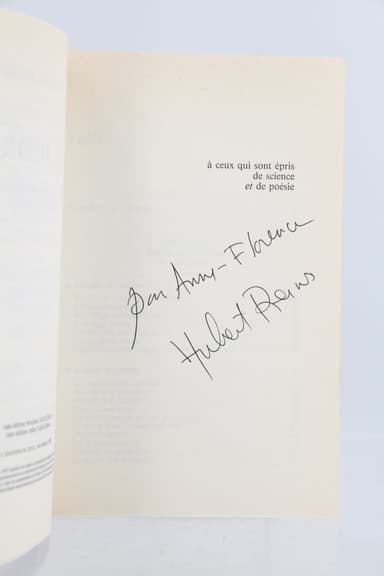 à ceux qui sont épris
de science
et de poésie
pour Anne-Florence
Hubert Reeves